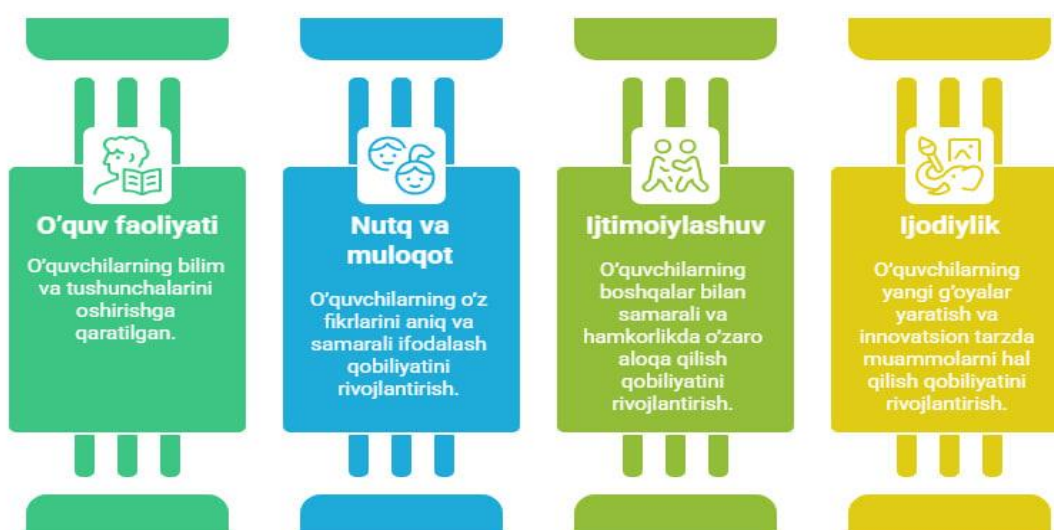 O'quv faoliyati
O'quvchilarning bilim
va tushunchalarini
oshirishga
qaratilgan.
Nutq va
muloqot
O'quvchilarning o'z
fikrlarini aniq va
samarali ifodalash
qobiliyatini
rivojlantirish.
Ijtimoiylashuv
O'quvchilarning
boshqalar bilan
samarali va
hamkorlikda o'zaro
aloqa qilish
qobiliyatini
rivojlantirish.
Ijodiylik
O'quvchilarning
yangi g'oyalar
yaratish va
innovatsion tarzda
muammolarni hal
qilish qobiliyatini
rivojlantirish.